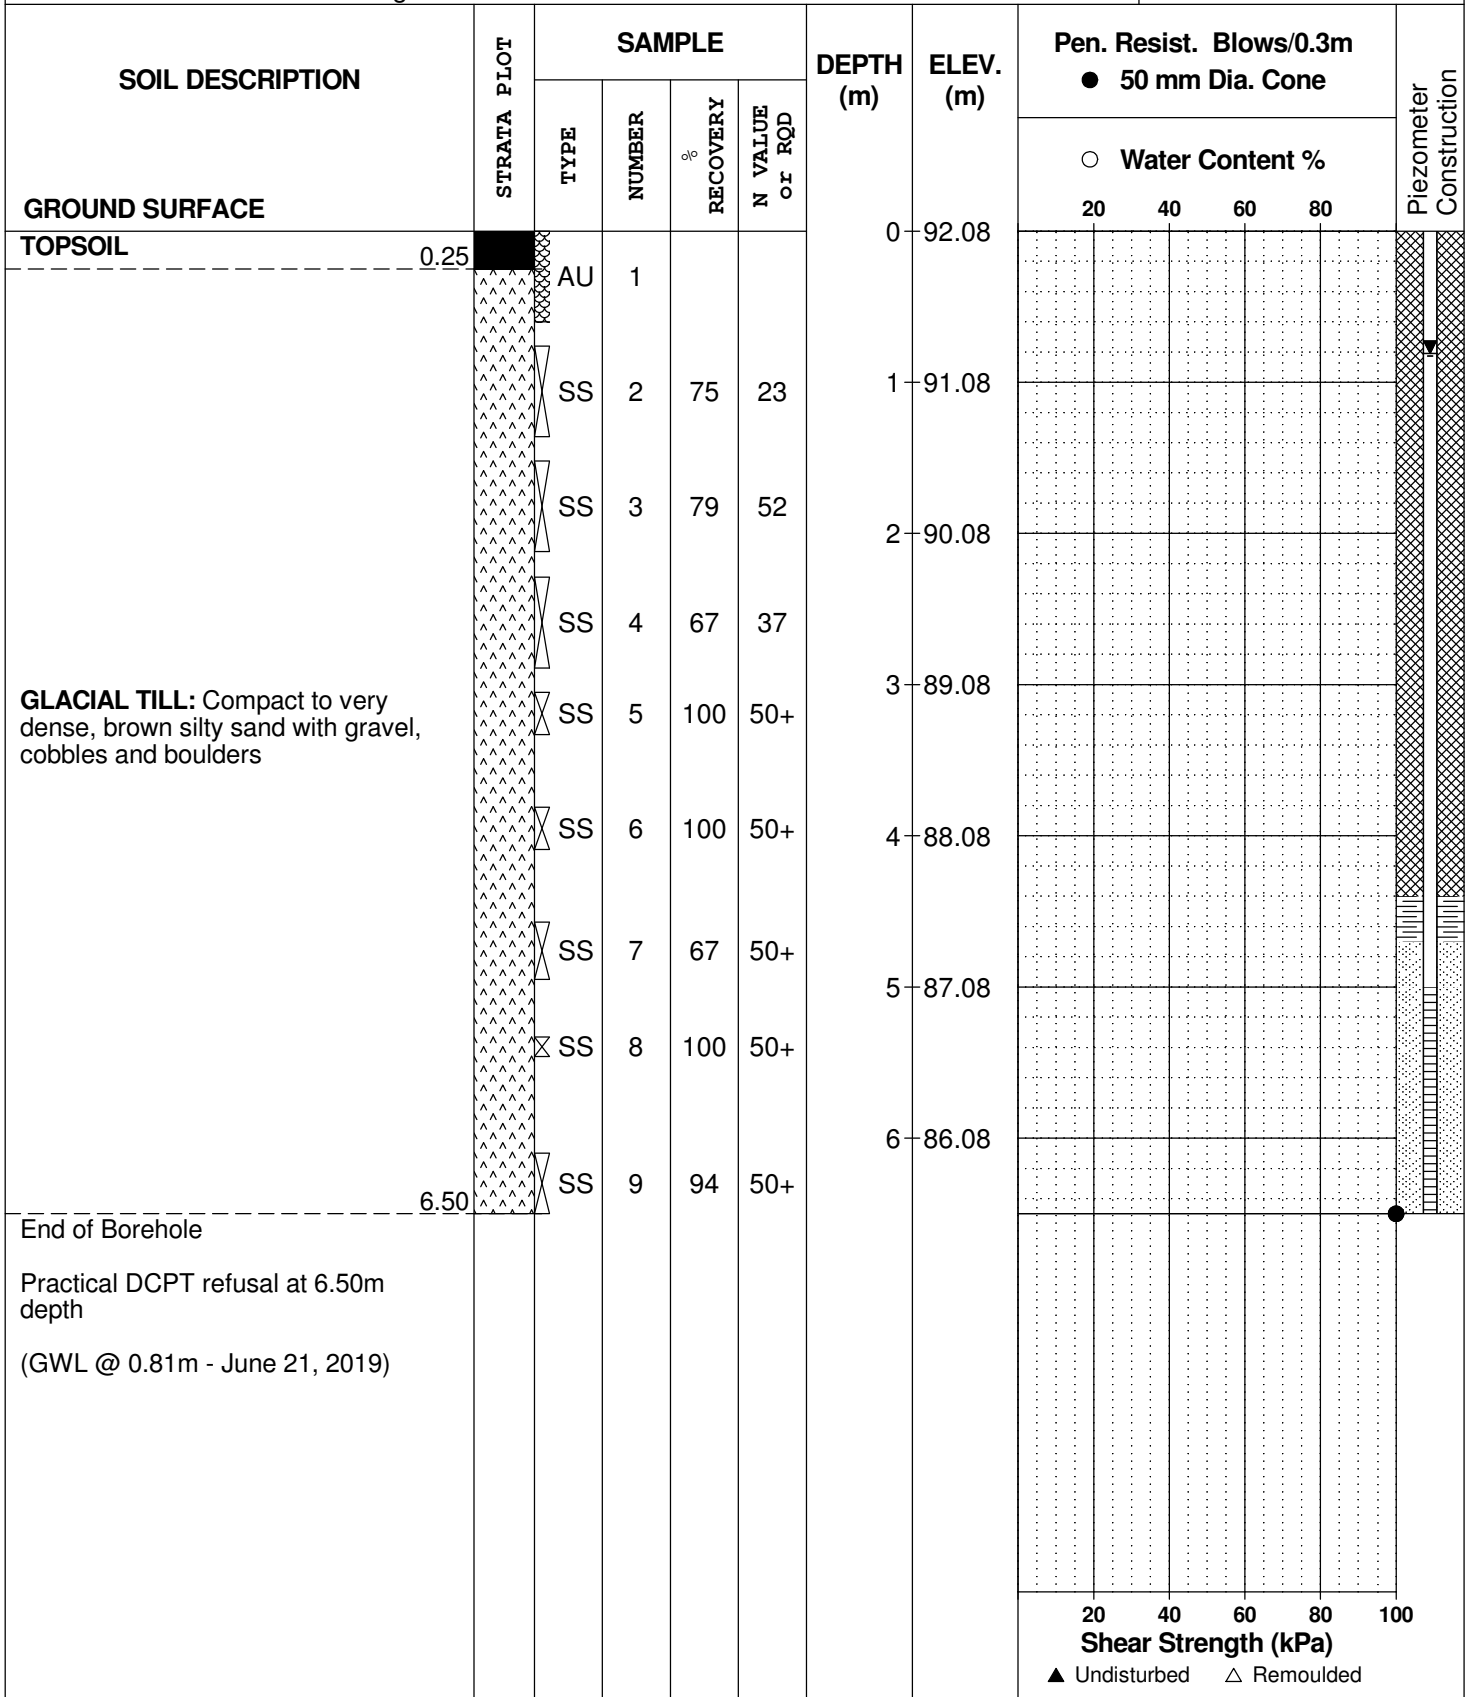 SOIL DESCRIPTION
GROUND SURFACE
STRATA PLOT
SAMPLE
TYPE
NUMBER
%
RECOVERY
N VALUE
or RQD
DEPTH
(m)
ELEV.
(m)
Pen. Resist. Blows/0.3m
● 50 mm Dia. Cone
○ Water Content %
20 40 60 80
Piezometer
Construction
0 92.08
TOPSOIL
0.25
AU 1
1 91.08
SS 2 75 23
SS 3 79 52
2 90.08
SS 4 67 37
3 89.08
GLACIAL TILL: Compact to very
dense, brown silty sand with gravel,
cobbles and boulders
SS 5 100 50+
SS 6 100 50+
4 88.08
SS 7 67 50+
5 87.08
SS 8 100 50+
6 86.08
SS 9 94 50+
6.50
End of Borehole
Practical DCPT refusal at 6.50m
depth
(GWL @ 0.81m - June 21, 2019)
20 40 60 80 100
Shear Strength (kPa)
▲ Undisturbed △ Remoulded